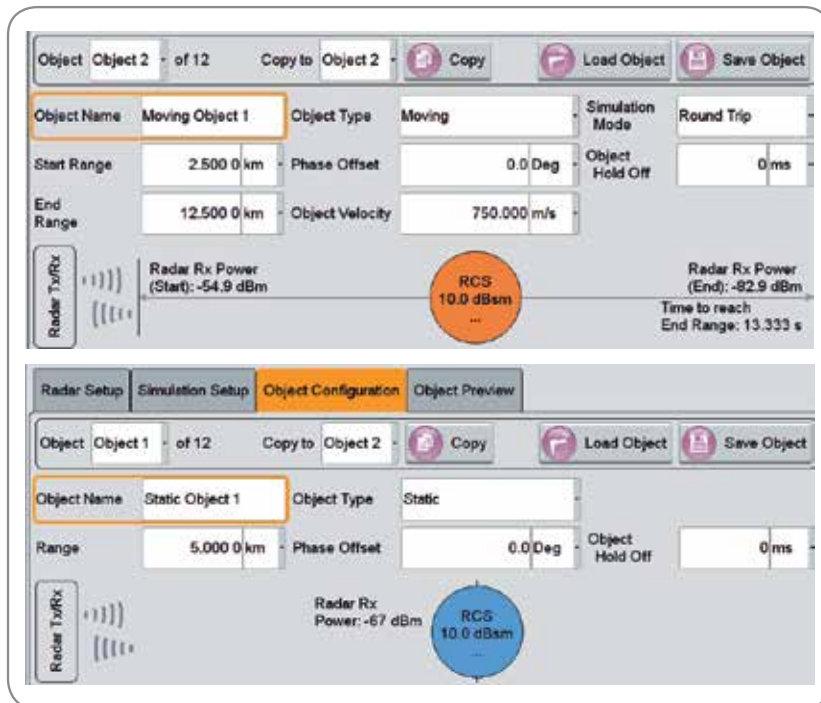 Object Object 2 of 12 Copy to Object 2 Copy Load Object Save Object
Object Name Moving Object 1 Object Type Moving Simulation Mode Round Trip
Start Range 2.500 0 km Phase Offset 0.0 Deg Object Hold Off 0 ms
End Range 12.500 0 km Object Velocity 750.000 m/s
Radar Tx/Rx
Radar Rx Power
(Start): -54.9 dBm
RCS
10.0 dBsm
...
Radar Rx Power
(End): -82.9 dBm
Time to reach
End Range: 13.333 s
Radar Setup Simulation Setup Object Configuration Object Preview
Object Object 1 of 12 Copy to Object 2 Copy Load Object Save Object
Object Name Static Object 1 Object Type Static
Range 5.000 0 km Phase Offset 0.0 Deg Object Hold Off 0 ms
Radar Tx/Rx
Radar Rx
Power: -67 dBm
RCS
10.0 dBsm
...